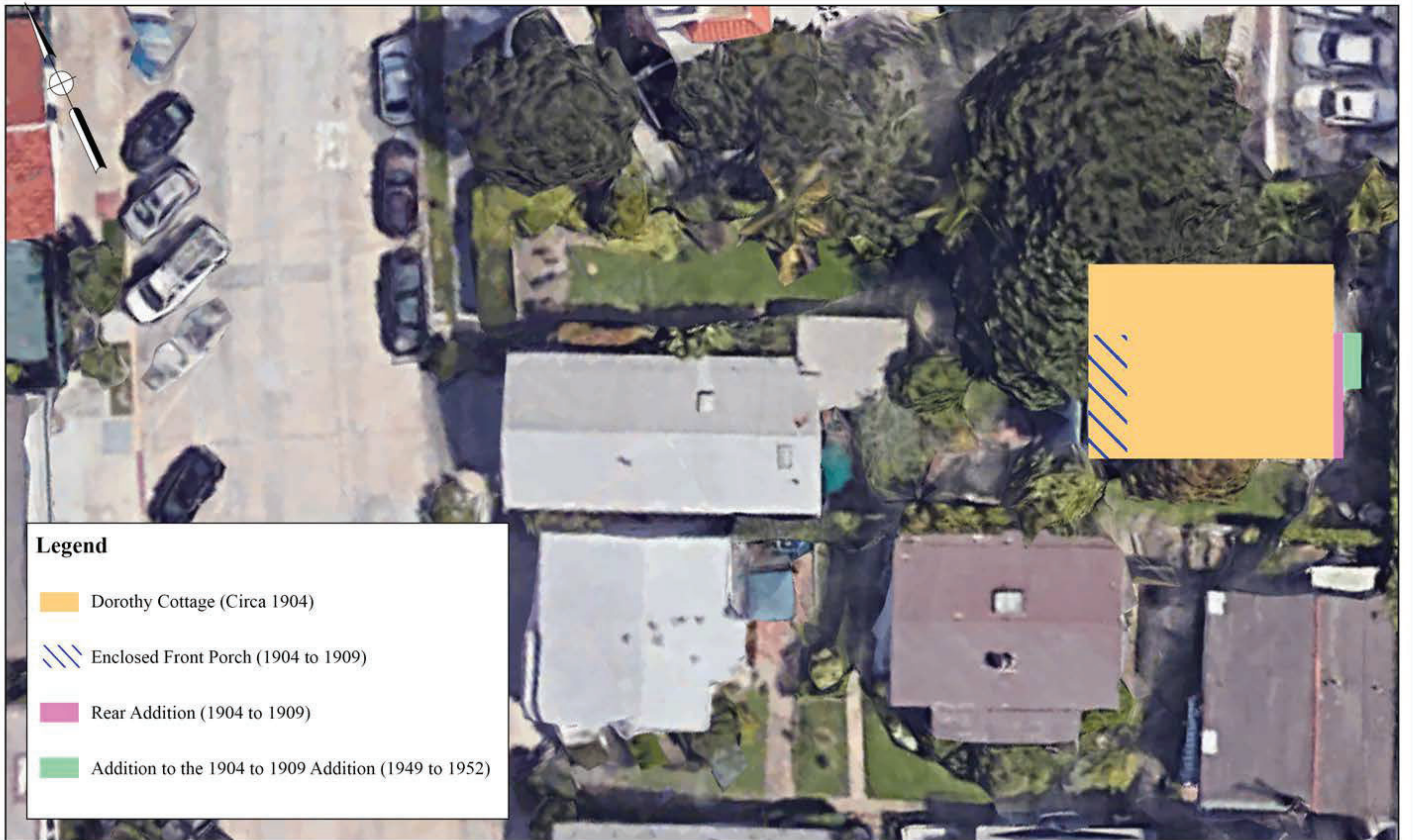 Legend
Dorothy Cottage (Circa 1904)
Enclosed Front Porch (1904 to 1909)
Rear Addition (1904 to 1909)
Addition to the 1904 to 1909 Addition (1949 to 1952)